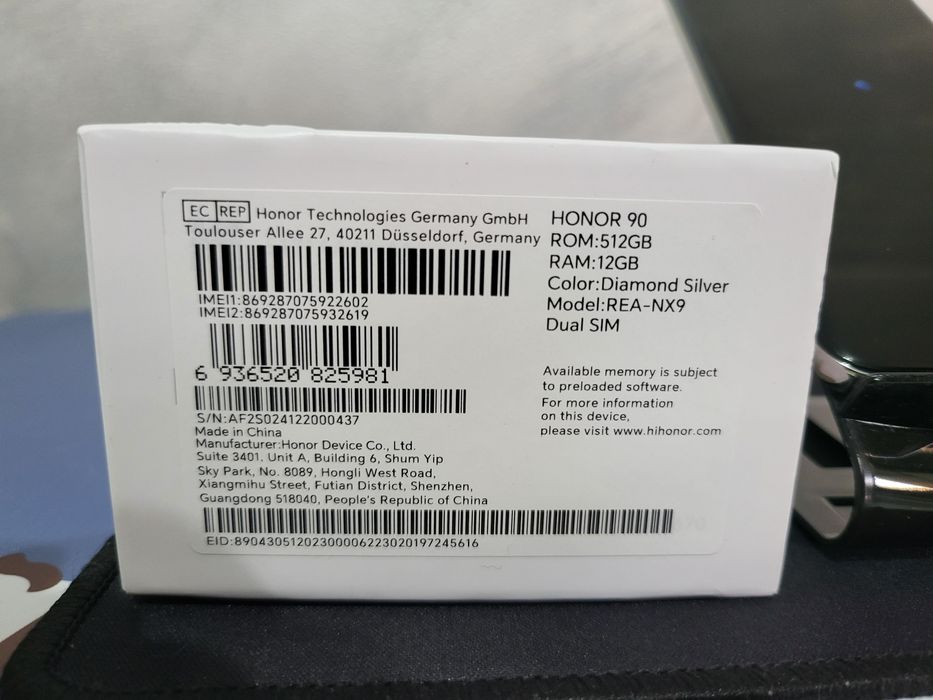 EC REP Honor Technologies Germany GmbH
Toulouser Allee 27, 40211 Düsseldorf, Germany
IMEI1:869287075922602
IMEI2:869287075932619
6 936520 825981
S/N:AF2S024122000437
Made in China
Manufacturer:Honor Device Co., Ltd.
Suite 3401, Unit A, Building 6, Shum Yip
Sky Park, No. 8089, Hongli West Road,
Xiangmihu Street, Futian District, Shenzhen,
Guangdong 518040, People's Republic of China
EID:89043051202300006223020197245616
HONOR 90
ROM:512GB
RAM:12GB
Color:Diamond Silver
Model:REA-NX9
Dual SIM
Available memory is subject
to preloaded software.
For more information
on this device,
please visit www.hihonor.com